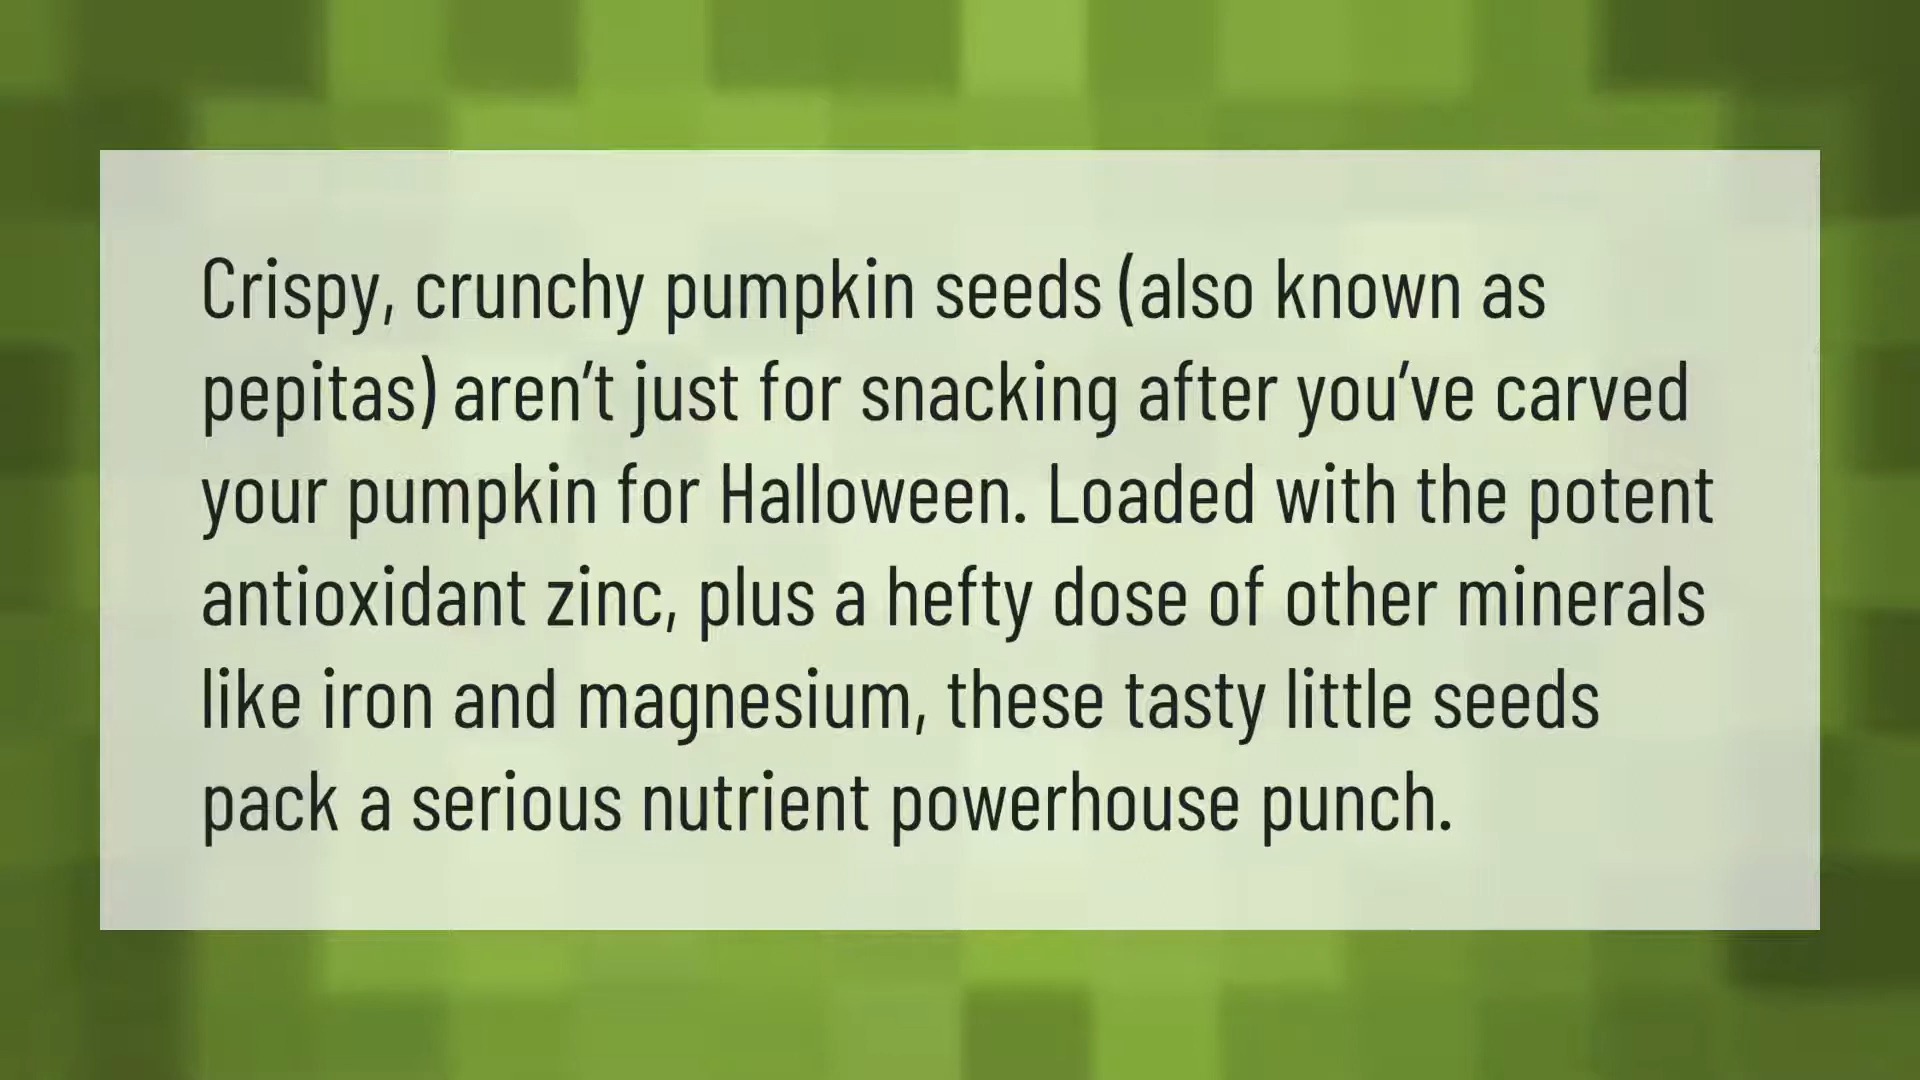 Crispy, crunchy pumpkin seeds (also known as
pepitas) aren’t just for snacking after you’ve carved
your pumpkin for Halloween. Loaded with the potent
antioxidant zinc, plus a hefty dose of other minerals
like iron and magnesium, these tasty little seeds
pack a serious nutrient powerhouse punch.